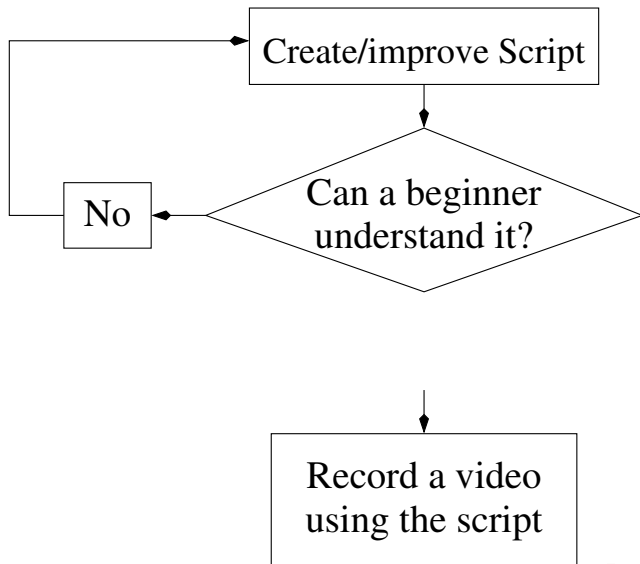 Create/improve Script
Can a beginner
understand it?
No
Record a video
using the script